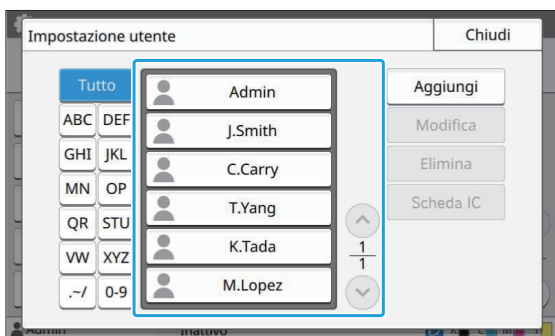 Impostazione utente
Chiudi
Tutto
Admin
Aggiungi
ABC DEF
J.Smith
Modifica
GHI JKL
C.Carry
Elimina
MN OP
T.Yang
Scheda IC
QR STU
VW XYZ
K.Tada
1
1
.~/ 0-9
M.Lopez
Admin
Inattivo